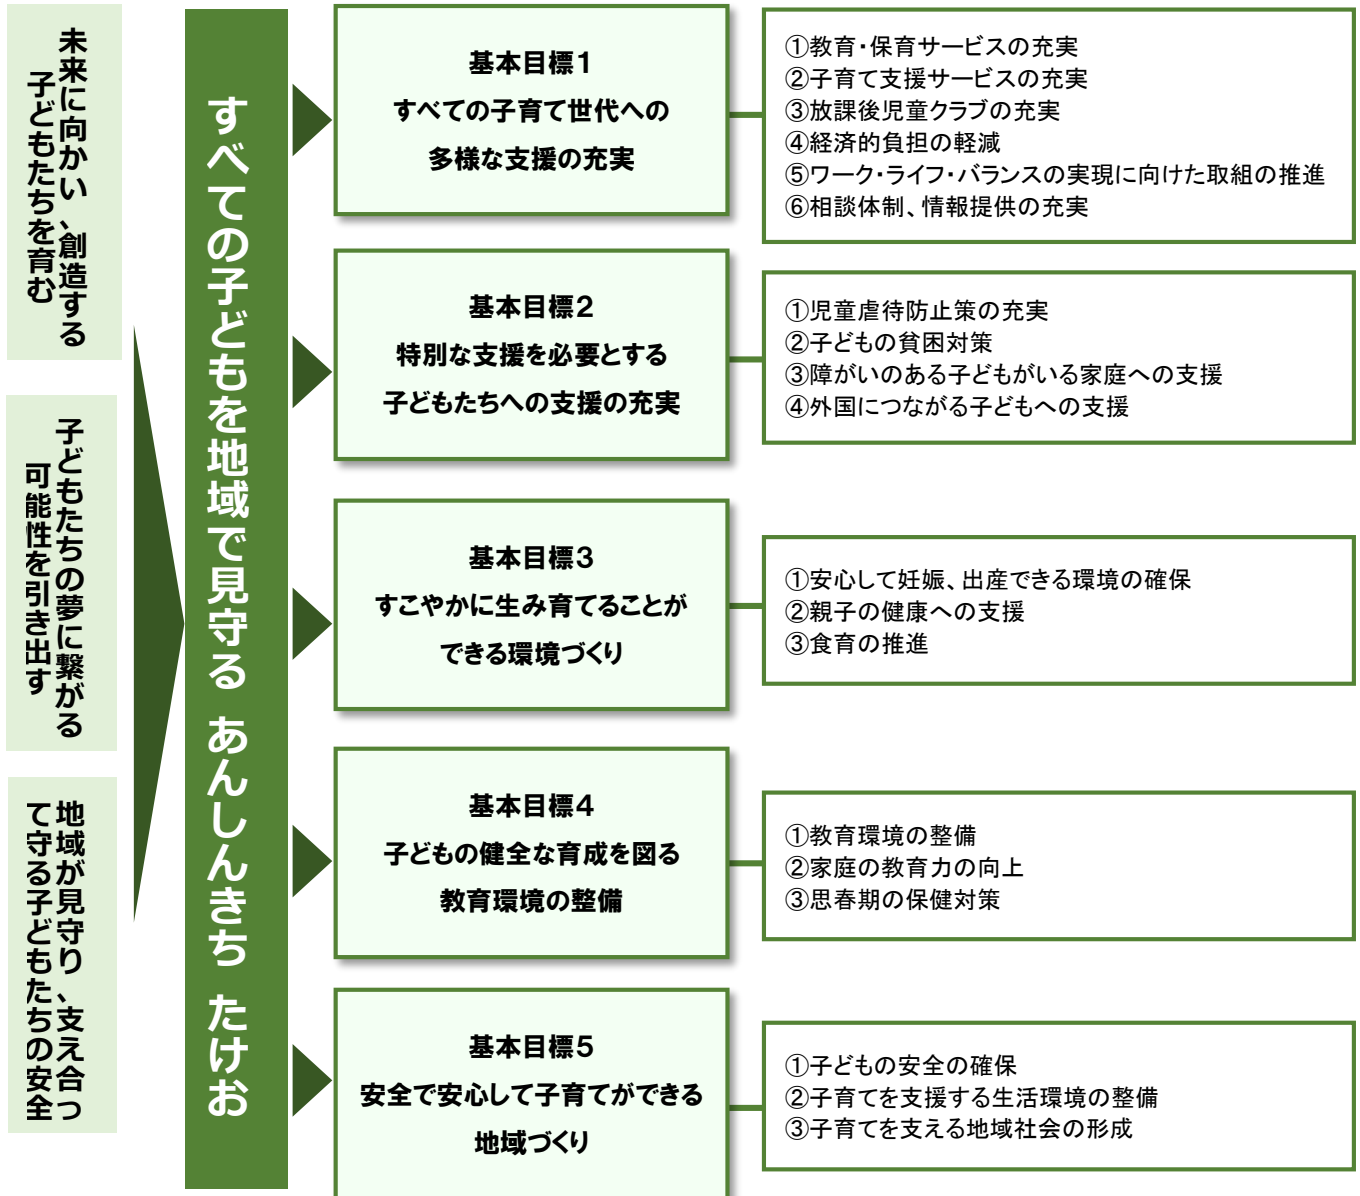 未来に向かい、創造する
子どもたちを育む
子どもたちの夢に繋がる
可能性を引き出す
地域が見守り、支え合っ
て守る子どもたちの安全
すべての子どもを地域で見守る あんしんきち たけお
基本目標1
すべての子育て世代への
多様な支援の充実
①教育・保育サービスの充実
②子育て支援サービスの充実
③放課後児童クラブの充実
④経済的負担の軽減
⑤ワーク・ライフ・バランスの実現に向けた取組の推進
⑥相談体制、情報提供の充実
基本目標2
特別な支援を必要とする
子どもたちへの支援の充実
①児童虐待防止策の充実
②子どもの貧困対策
③障がいのある子どもがいる家庭への支援
④外国につながる子どもへの支援
基本目標3
すこやかに生み育てることが
できる環境づくり
①安心して妊娠、出産できる環境の確保
②親子の健康への支援
③食育の推進
基本目標4
子どもの健全な育成を図る
教育環境の整備
①教育環境の整備
②家庭の教育力の向上
③思春期の保健対策
基本目標5
安全で安心して子育てができる
地域づくり
①子どもの安全の確保
②子育てを支援する生活環境の整備
③子育てを支える地域社会の形成